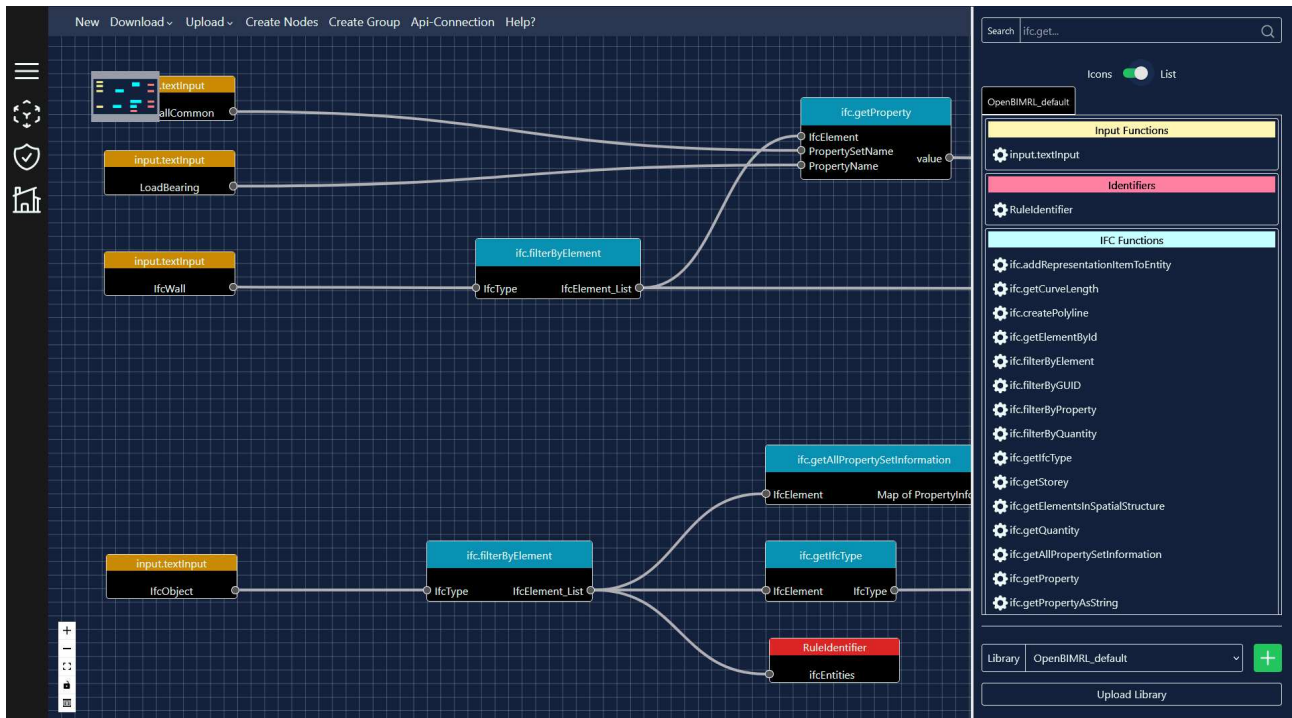 New Download Upload Create Nodes Create Group Api-Connection Help?
.textInput
allCommon
input.textInput
LoadBearing
input.textInput
IfcWall
ifc.filterByElement
IfcType IfcElement_List
ifc.getProperty
IfcElement
PropertySetName
PropertyName
value
ifc.getAllPropertySetInformation
IfcElement Map of PropertyInfo
input.textInput
IfcObject
ifc.filterByElement
IfcType IfcElement_List
ifc.getIfcType
IfcElement IfcType
RuleIdentifier
ifcEntities
Search ifc.get...
Icons List
OpenBIMRL_default
Input Functions
input.textInput
Identifiers
RuleIdentifier
IFC Functions
ifc.addRepresentationItemToEntity
ifc.getCurveLength
ifc.createPolyline
ifc.getElementById
ifc.filterByElement
ifc.filterByGUID
ifc.filterByProperty
ifc.filterByQuantity
ifc.getIfcType
ifc.getStorey
ifc.getElementsInSpatialStructure
ifc.getQuantity
ifc.getAllPropertySetInformation
ifc.getProperty
ifc.getPropertyAsString
Library OpenBIMRL_default
Upload Library